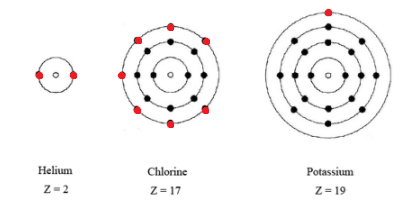 Helium
Z = 2
Chlorine
Z = 17
Potassium
Z = 19